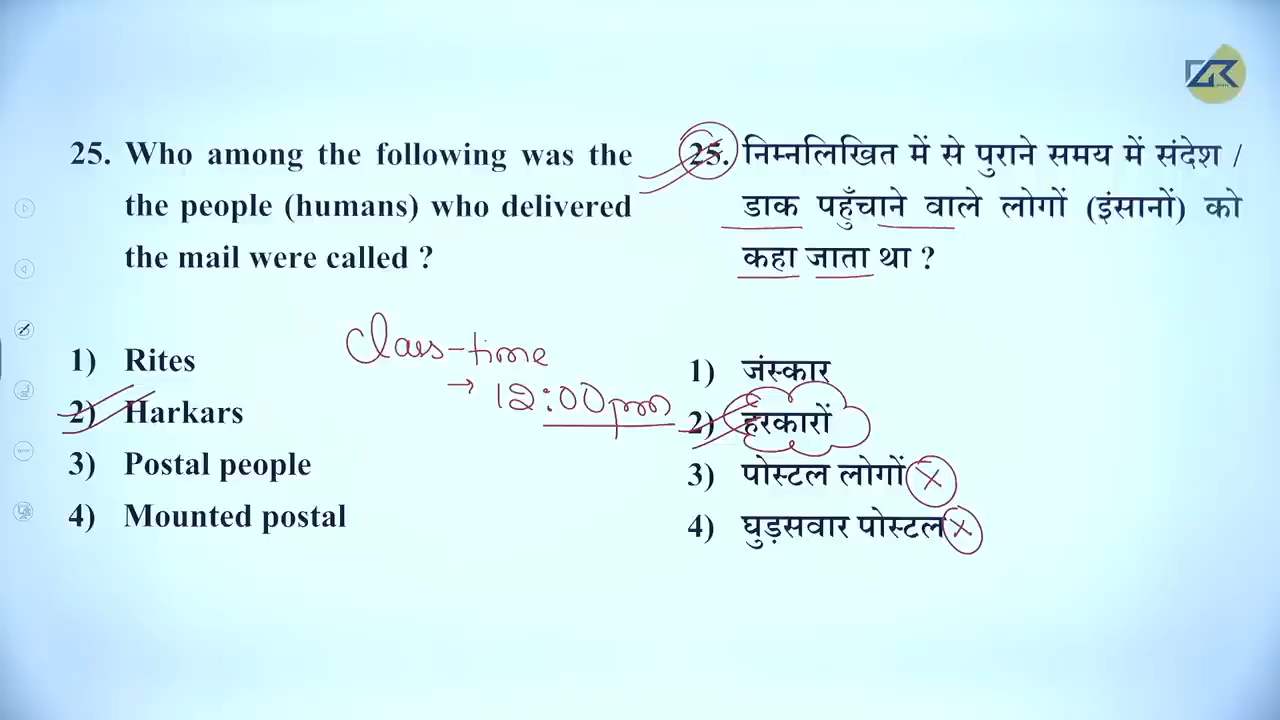 25. Who among the following was the
the people (humans) who delivered
the mail were called ?
1) Rites
2) Harkars
3) Postal people
4) Mounted postal
Class-time
→ 12:00pm
25. निम्नलिखित में से पुराने समय में संदेश /
डाक पहुँचाने वाले लोगों (इंसानों) को
कहा जाता था ?
1) जंस्कार
2) हरकारों
3) पोस्टल लोगों
4) घुड़सवार पोस्टल